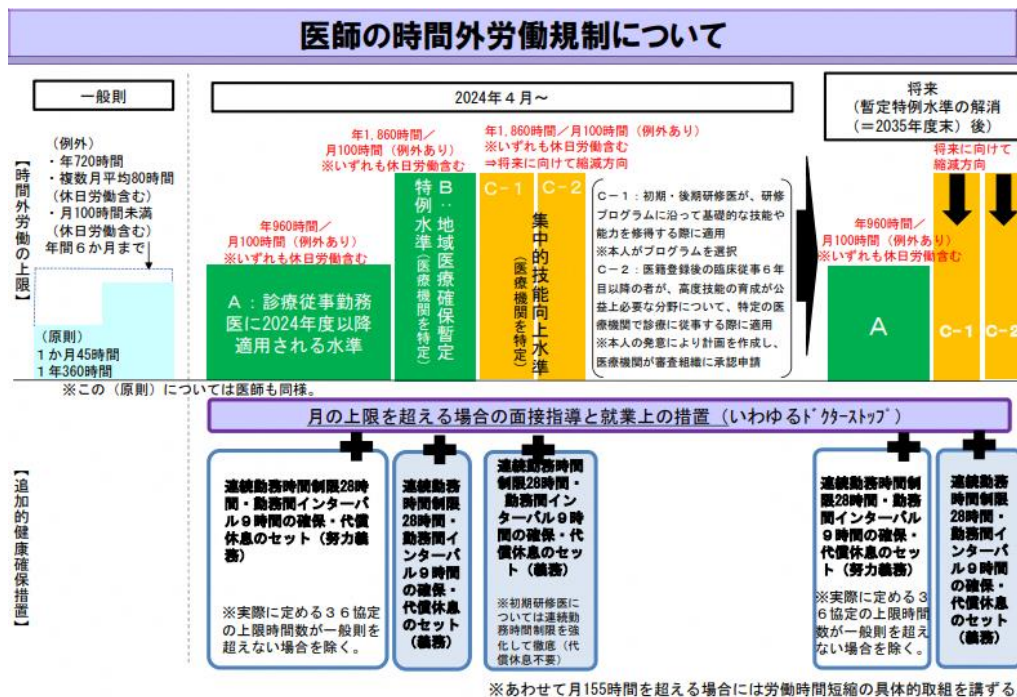 医師の時間外労働規制について
一般則
2024年４月～
将来
（暫定特例水準の解消
（＝2035年度末）後）
【時間外労働の上限】
（例外）
・年720時間
・複数月平均80時間
（休日労働含む）
・月100時間未満
（休日労働含む）
年間６か月まで
（原則）
１か月45時間
１年360時間
※この（原則）については医師も同様。
年960時間／
月100時間（例外あり）
※いずれも休日労働含む
A：診療従事勤務
医に2024年度以降
適用される水準
年1,860時間／
月100時間（例外あり）
※いずれも休日労働含む
B：地域医療確保暫定
特例水準（医療機関を特定）
年1,860時間／月100時間（例外あり）
※いずれも休日労働含む
⇒将来に向けて縮減方向
C-1
C-2
集中的技能向上水準
（医療機関を特定）
C－1：初期・後期研修医が、研修
プログラムに沿って基礎的な技能や
能力を修得する際に適用
※本人がプログラムを選択
C－2：医籍登録後の臨床従事６年
目以降の者が、高度技能の育成が公
益上必要な分野について、特定の医
療機関で診療に従事する際に適用
※本人の発意により計画を作成し、
医療機関が審査組織に承認申請
将来に向けて
縮減方向
年960時間／
月100時間（例外あり）
※いずれも休日労働含む
A
C-1
C-2
月の上限を超える場合の面接指導と就業上の措置（いわゆるﾄﾞｸﾀｰｽﾄｯﾌﾟ）
【追加的健康確保措置】
連続勤務時間制限28時
間・勤務間インターバ
ル９時間の確保・代償
休息のセット（努力義
務）
※実際に定める３６協定
の上限時間数が一般則を
超えない場合を除く。
連続勤務時
間制限
28時間・
勤務間イン
ターバ
ル９時間
の確保・
代償休息
のセット
（義務）
連続勤務時間
制限28時間・
勤務間インタ
ーバル９時
間の確保・代
償休息のセッ
ト（義務）
※初期研修医に
ついては連続勤
務時間制限を強
化して徹底（代
償休息不要）
連続勤務時間制
限28時間・勤務
間インターバル
９時間の確保・
代償休息のセッ
ト（努力義務）
※実際に定める３
６協定の上限時間
数が一般則を超え
ない場合を除く。
連続勤務時
間制限
28時間・
勤務間イ
ンターバ
ル９時間
の確保・
代償休息
のセット
（義務）
※あわせて月155時間を超える場合には労働時間短縮の具体的取組を講ずる